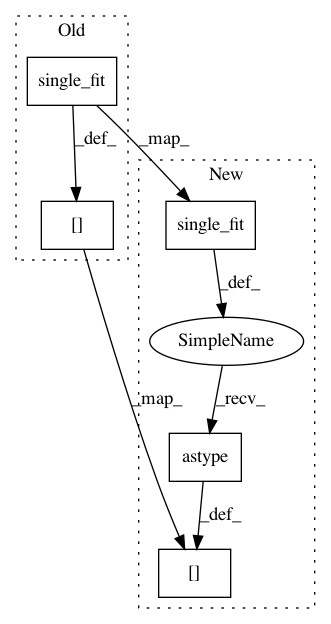 Old
single_fit
_def_
_map_
New
[]
single_fit
_def_
SimpleName
_map_
_recv_
astype
_def_
[]